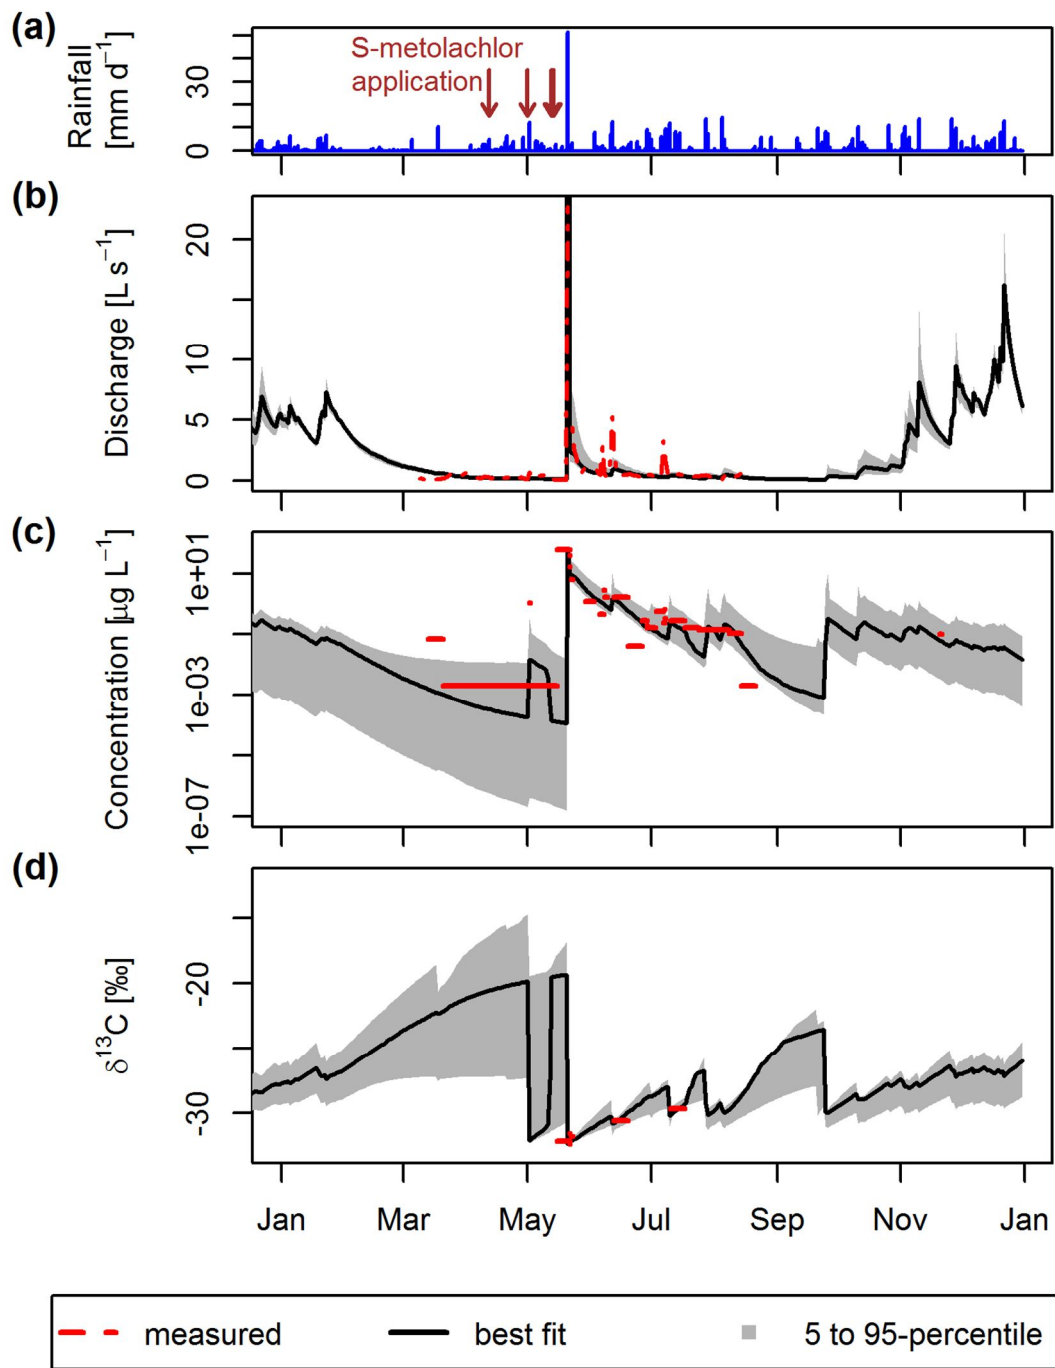 (a)
Rainfall
[mm d⁻¹]
30
0
S-metolachlor
application
(b)
Discharge [L s⁻¹]
20
10
5
0
(c)
Concentration [µg L⁻¹]
1e+01
1e-03
1e-07
(d)
δ¹³C [‰]
-20
-30
Jan Mar May Jul Sep Nov Jan
measured best fit 5 to 95-percentile